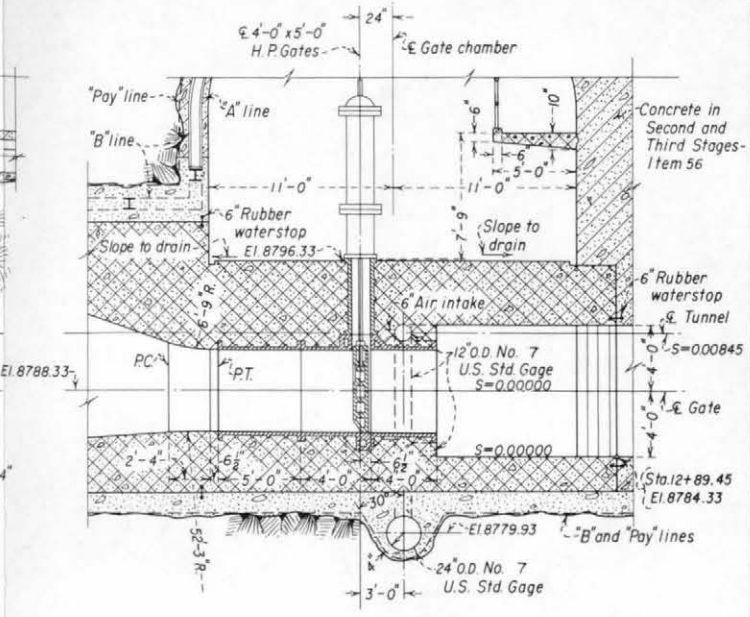 24"
℄ 4'-0" x 5'-0"
H.P. Gates
℄ Gate chamber
"Pay" line
"A" line
"B" line
6"
10"
6"
5'-0"
Concrete in
Second and
Third Stages-
Item 56
11'-0"
11'-0"
7'-9"
6" Rubber
waterstop
El. 8796.33
Slope to drain
Slope to
drain
6'-9" R.
6" Air intake
6" Rubber
waterstop
℄ Tunnel
S=0.00845
P.C.
P.T.
12" O.D. No. 7
U.S. Std. Gage
S=0.00000
El. 8788.33
4'-0"
℄ Gate
4'-0"
S=0.00000
2'-4"
6½"
5'-0"
4'-0"
6½"
4'-0"
4"
Sta. 12+89.45
El. 8784.33
30°
52'-3" R.
El. 8779.93
"B" and "Pay" lines
24" O.D. No. 7
U.S. Std. Gage
3'-0"